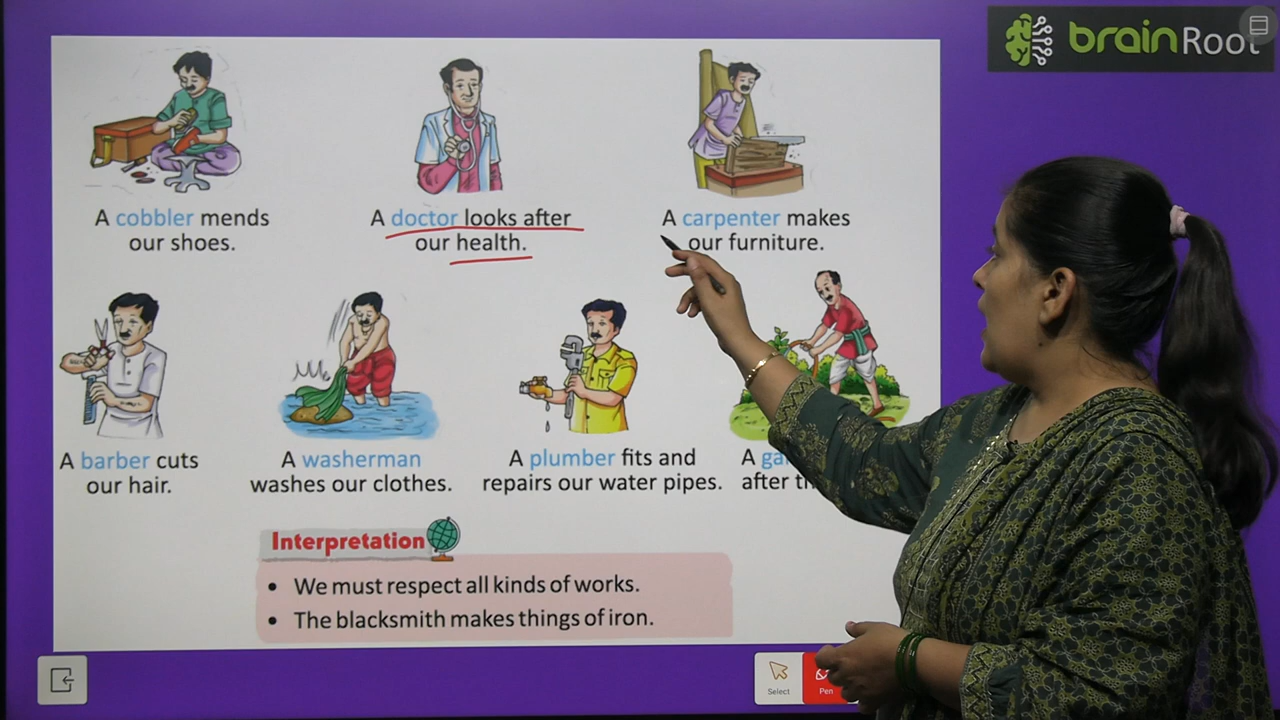 brainRoot
A cobbler mends
our shoes.
A doctor looks after
our health.
A carpenter makes
our furniture.
A barber cuts
our hair.
A washerman
washes our clothes.
A plumber fits and
repairs our water pipes.
A
after
Interpretation
• We must respect all kinds of works.
• The blacksmith makes things of iron.
Select
Pen